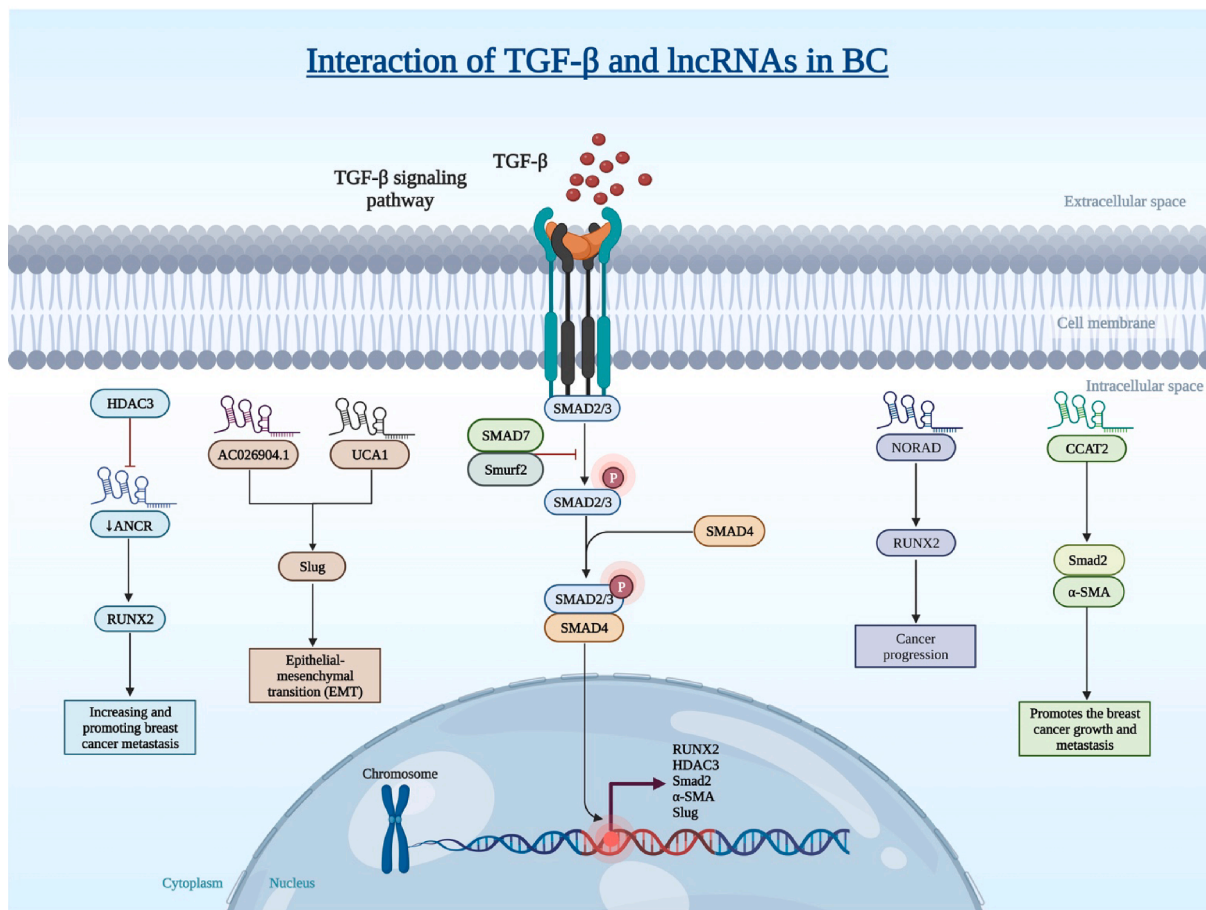 Interaction of TGF-β and lncRNAs in BC
TGF-β
TGF-β signaling
pathway
Extracellular space
Cell membrane
Intracellular space
HDAC3
↓ANCR
RUNX2
Increasing and
promoting breast
cancer metastasis
AC026904.1
UCA1
Slug
Epithelial-
mesenchymal
transition (EMT)
SMAD2/3
SMAD7
Smurf2
P
SMAD2/3
SMAD4
P
SMAD2/3
SMAD4
NORAD
RUNX2
Cancer
progression
CCAT2
Smad2
α-SMA
Promotes the breast
cancer growth and
metastasis
RUNX2
HDAC3
Smad2
α-SMA
Slug
Chromosome
Cytoplasm
Nucleus